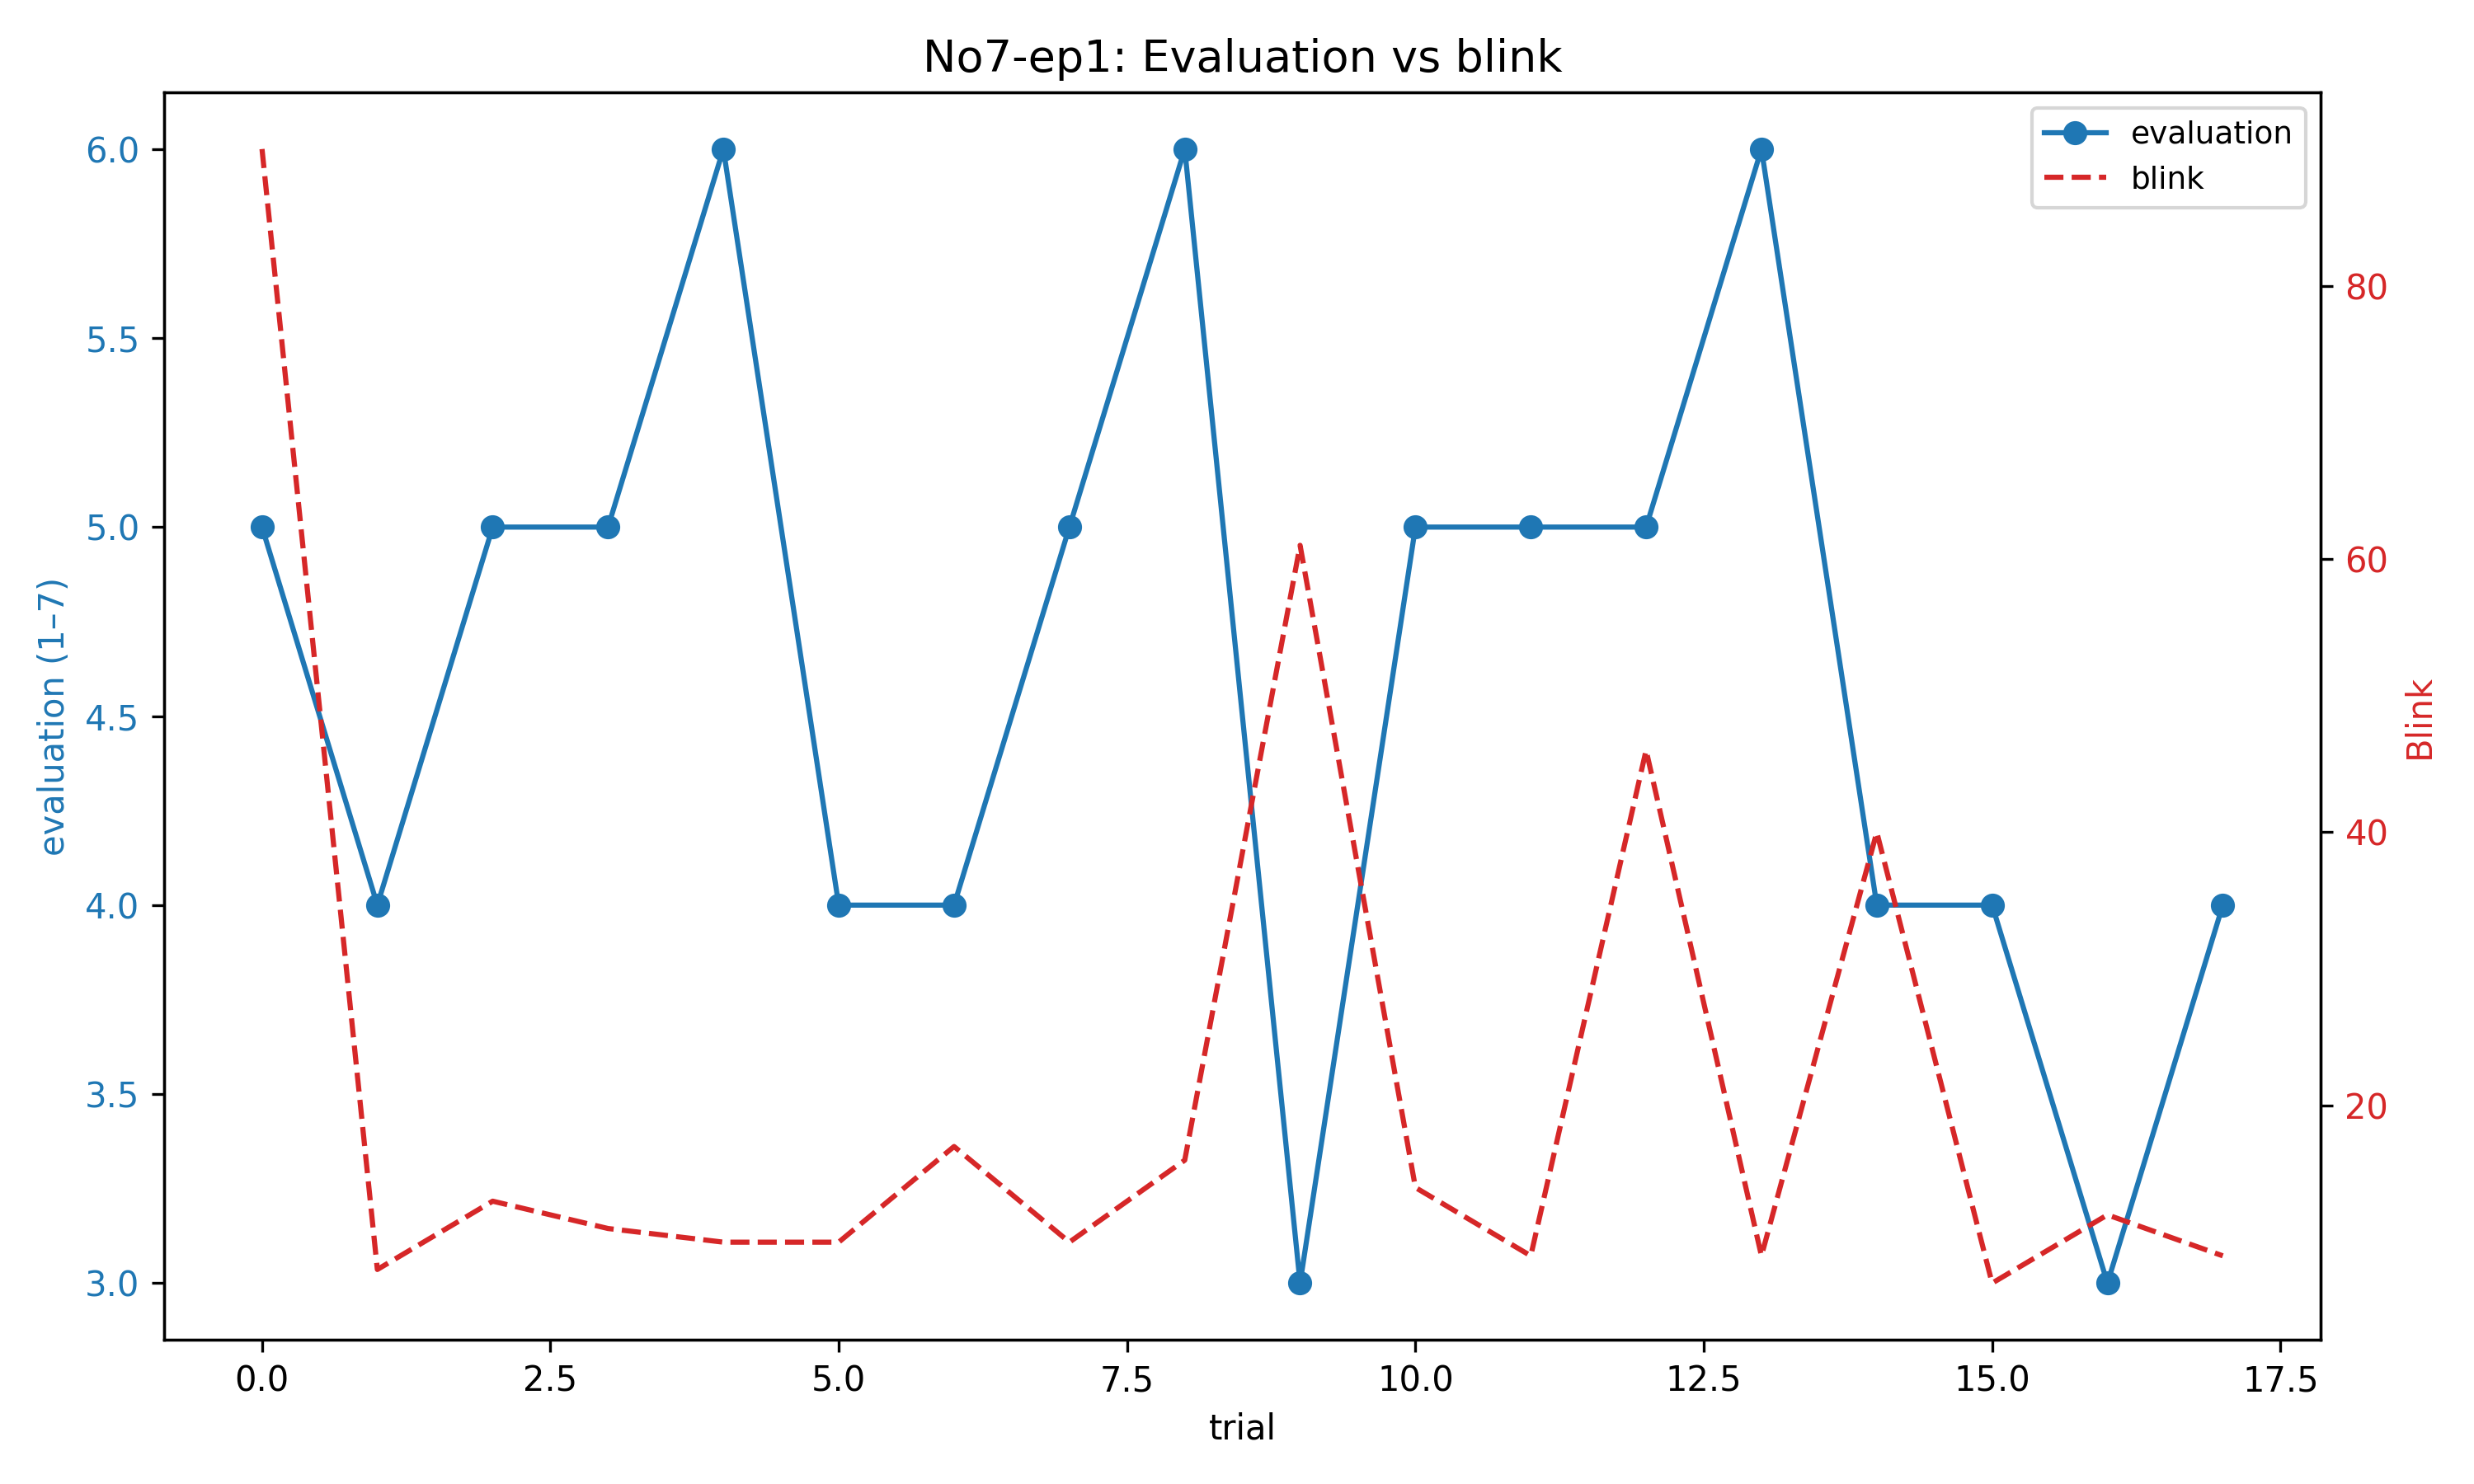 No7-ep1: Evaluation vs blink
evaluation
blink
6.0
5.5
5.0
4.5
4.0
3.5
3.0
evaluation (1–7)
80
60
40
20
Blink
0.0 2.5 5.0 7.5 10.0 12.5 15.0 17.5
trial